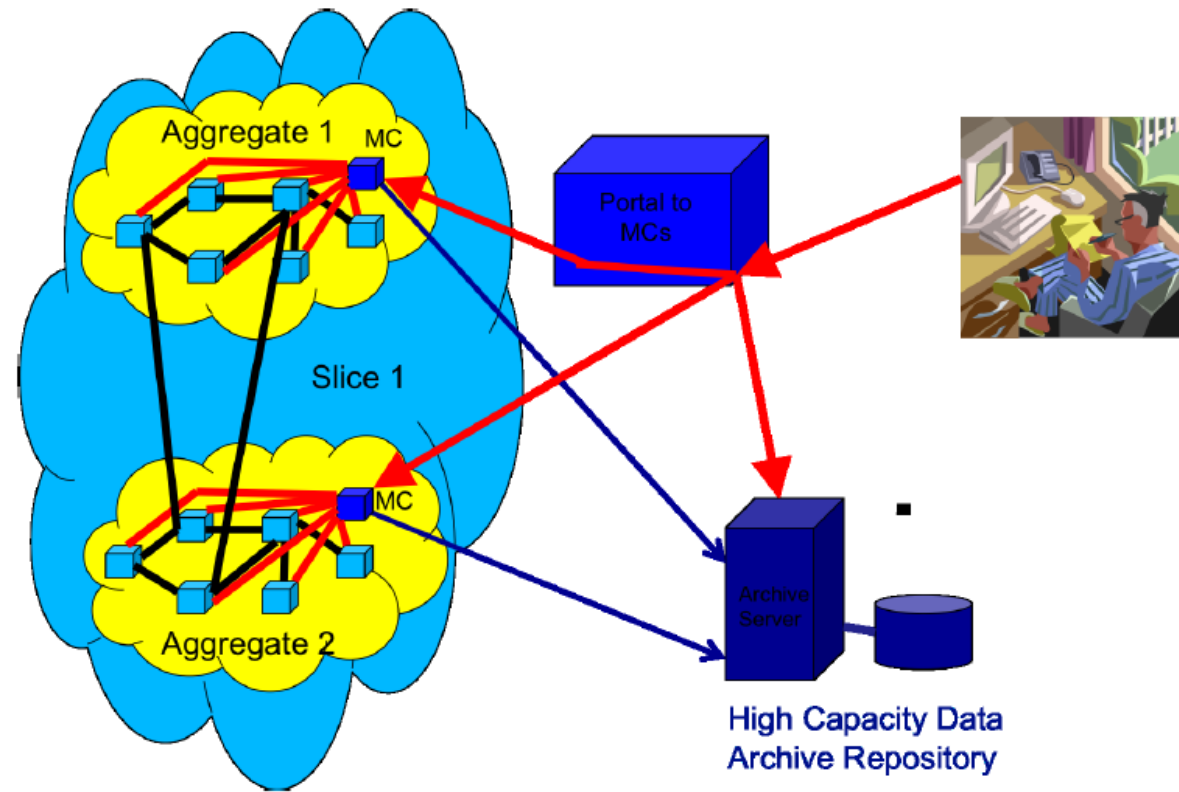 Aggregate 1
MC
Portal to
MCs
Slice 1
MC
Archive
Server
Aggregate 2
High Capacity Data
Archive Repository